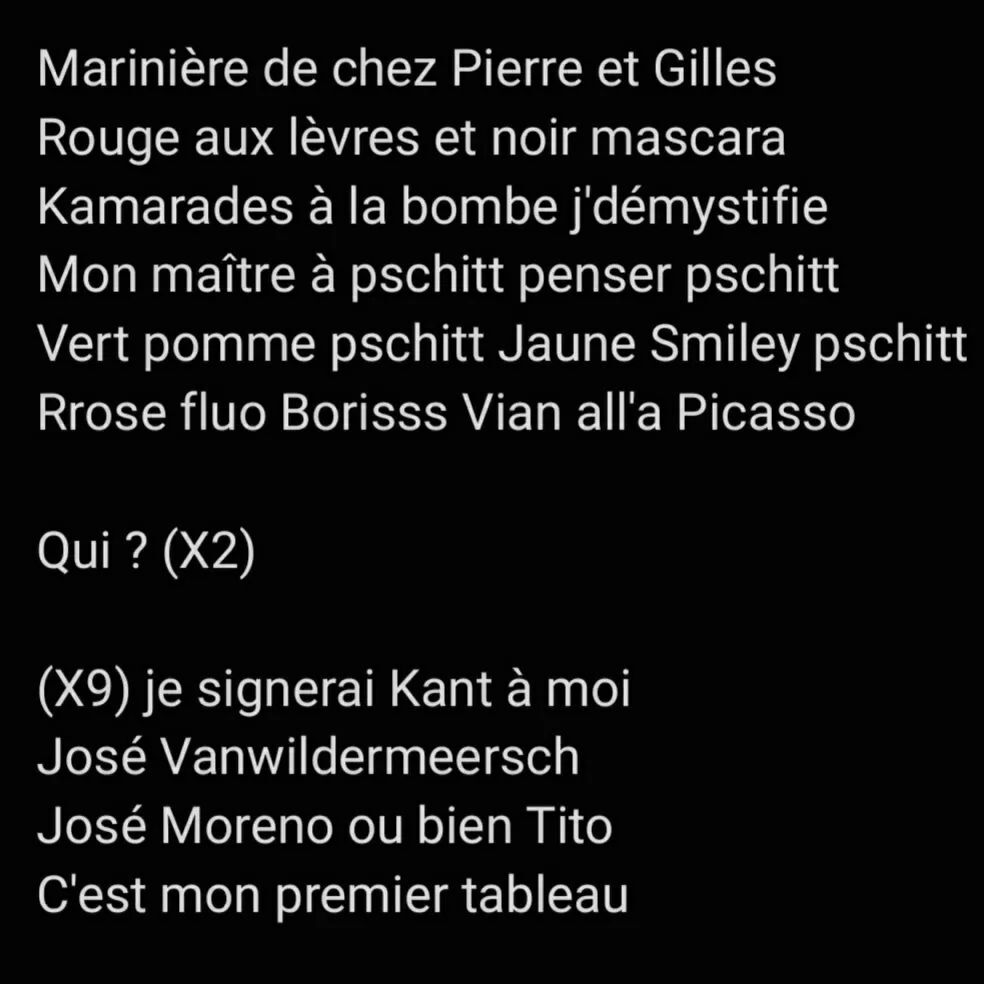 Marinière de chez Pierre et Gilles
Rouge aux lèvres et noir mascara
Kamarades à la bombe j'démystifie
Mon maître à pschitt penser pschitt
Vert pomme pschitt Jaune Smiley pschitt
Rrose fluo Borisss Vian all'a Picasso
Qui ? (X2)
(X9) je signerai Kant à moi
José Vanwildermeersch
José Moreno ou bien Tito
C'est mon premier tableau